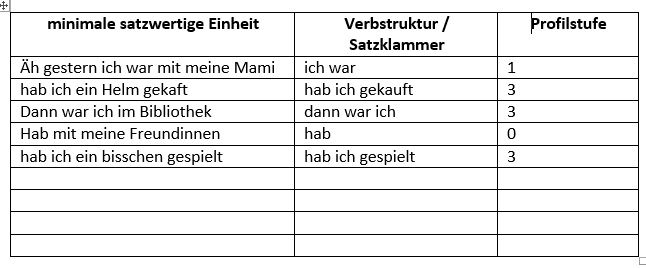 minimale satzwertige Einheit Verbstruktur / Satzklammer Profilstufe
Äh gestern ich war mit meine Mami ich war 1
hab ich ein Helm gekaft hab ich gekauft 3
Dann war ich im Bibliothek dann war ich 3
Hab mit meine Freundinnen hab 0
hab ich ein bisschen gespielt hab ich gespielt 3